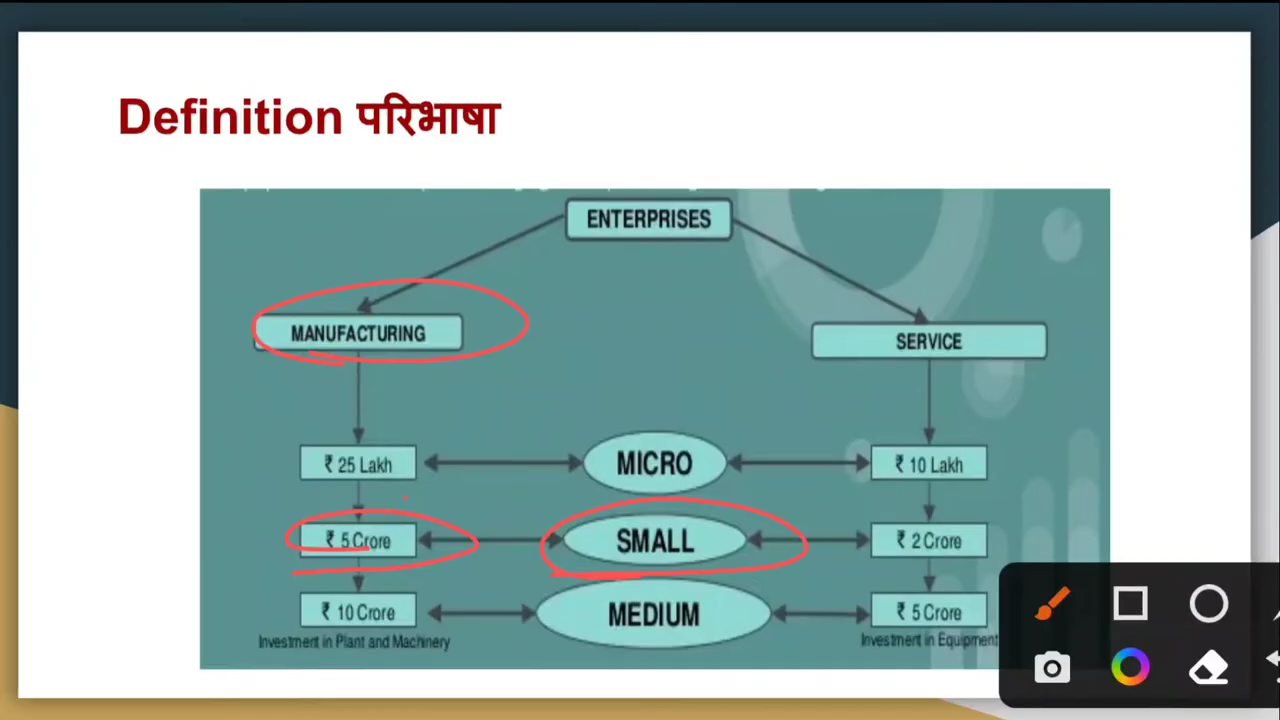 Definition परिभाषा
ENTERPRISES
MANUFACTURING
SERVICE
₹ 25 Lakh
MICRO
₹ 10 Lakh
₹ 5 Crore
SMALL
₹ 2 Crore
₹ 10 Crore
MEDIUM
₹ 5 Crore
Investment in Plant and Machinery
Investment in Equipment